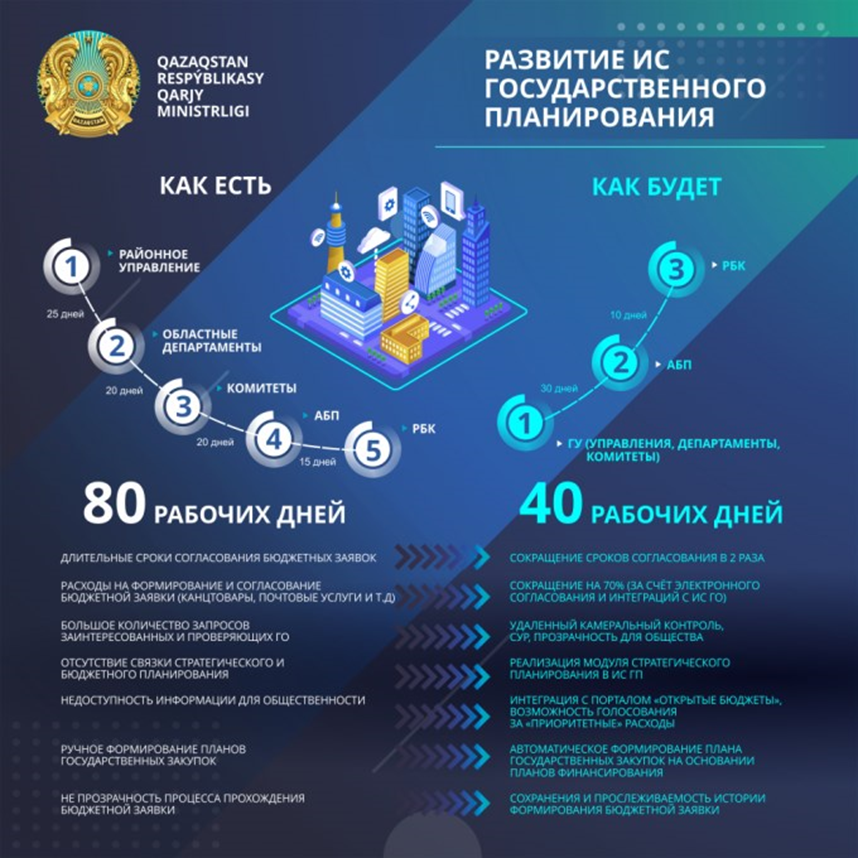 QAZAQSTAN
RESPÝBLIKASY
QARJY
MINISTRLIGI
РАЗВИТИЕ ИС
ГОСУДАРСТВЕННОГО
ПЛАНИРОВАНИЯ
КАК ЕСТЬ
1
РАЙОННОЕ
УПРАВЛЕНИЕ
25 дней
2
ОБЛАСТНЫЕ
ДЕПАРТАМЕНТЫ
20 дней
3
КОМИТЕТЫ
20 дней
4
АБП
15 дней
5
РБК
80 РАБОЧИХ ДНЕЙ
КАК БУДЕТ
3
РБК
10 дней
2
АБП
30 дней
1
ГУ (УПРАВЛЕНИЯ, ДЕПАРТАМЕНТЫ,
КОМИТЕТЫ)
40 РАБОЧИХ ДНЕЙ
ДЛИТЕЛЬНЫЕ СРОКИ СОГЛАСОВАНИЯ БЮДЖЕТНЫХ ЗАЯВОК
СОКРАЩЕНИЕ СРОКОВ СОГЛАСОВАНИЯ В 2 РАЗА
РАСХОДЫ НА ФОРМИРОВАНИЕ И СОГЛАСОВАНИЕ
БЮДЖЕТНОЙ ЗАЯВКИ (КАНЦТОВАРЫ, ПОЧТОВЫЕ УСЛУГИ И Т.Д)
СОКРАЩЕНИЕ НА 70% (ЗА СЧЁТ ЭЛЕКТРОННОГО
СОГЛАСОВАНИЯ И ИНТЕГРАЦИЙ С ИС ГО)
БОЛЬШОЕ КОЛИЧЕСТВО ЗАПРОСОВ
ЗАИНТЕРЕСОВАННЫХ И ПРОВЕРЯЮЩИХ ГО
УДАЛЕННЫЙ КАМЕРАЛЬНЫЙ КОНТРОЛЬ,
СУР, ПРОЗРАЧНОСТЬ ДЛЯ ОБЩЕСТВА
ОТСУТСТВИЕ СВЯЗКИ СТРАТЕГИЧЕСКОГО И
БЮДЖЕТНОГО ПЛАНИРОВАНИЯ
РЕАЛИЗАЦИЯ МОДУЛЯ СТРАТЕГИЧЕСКОГО
ПЛАНИРОВАНИЯ В ИС ГП
НЕДОСТУПНОСТЬ ИНФОРМАЦИИ ДЛЯ ОБЩЕСТВЕННОСТИ
ИНТЕГРАЦИЯ С ПОРТАЛОМ «ОТКРЫТЫЕ БЮДЖЕТЫ»,
ВОЗМОЖНОСТЬ ГОЛОСОВАНИЯ
ЗА «ПРИОРИТЕТНЫЕ» РАСХОДЫ
РУЧНОЕ ФОРМИРОВАНИЕ ПЛАНОВ
ГОСУДАРСТВЕННЫХ ЗАКУПОК
АВТОМАТИЧЕСКОЕ ФОРМИРОВАНИЕ ПЛАНА
ГОСУДАРСТВЕННЫХ ЗАКУПОК НА ОСНОВАНИИ
ПЛАНОВ ФИНАНСИРОВАНИЯ
НЕ ПРОЗРАЧНОСТЬ ПРОЦЕССА ПРОХОЖДЕНИЯ
БЮДЖЕТНОЙ ЗАЯВКИ
СОХРАНЕНИЯ И ПРОСЛЕЖИВАЕМОСТЬ ИСТОРИИ
ФОРМИРОВАНИЯ БЮДЖЕТНОЙ ЗАЯВКИ